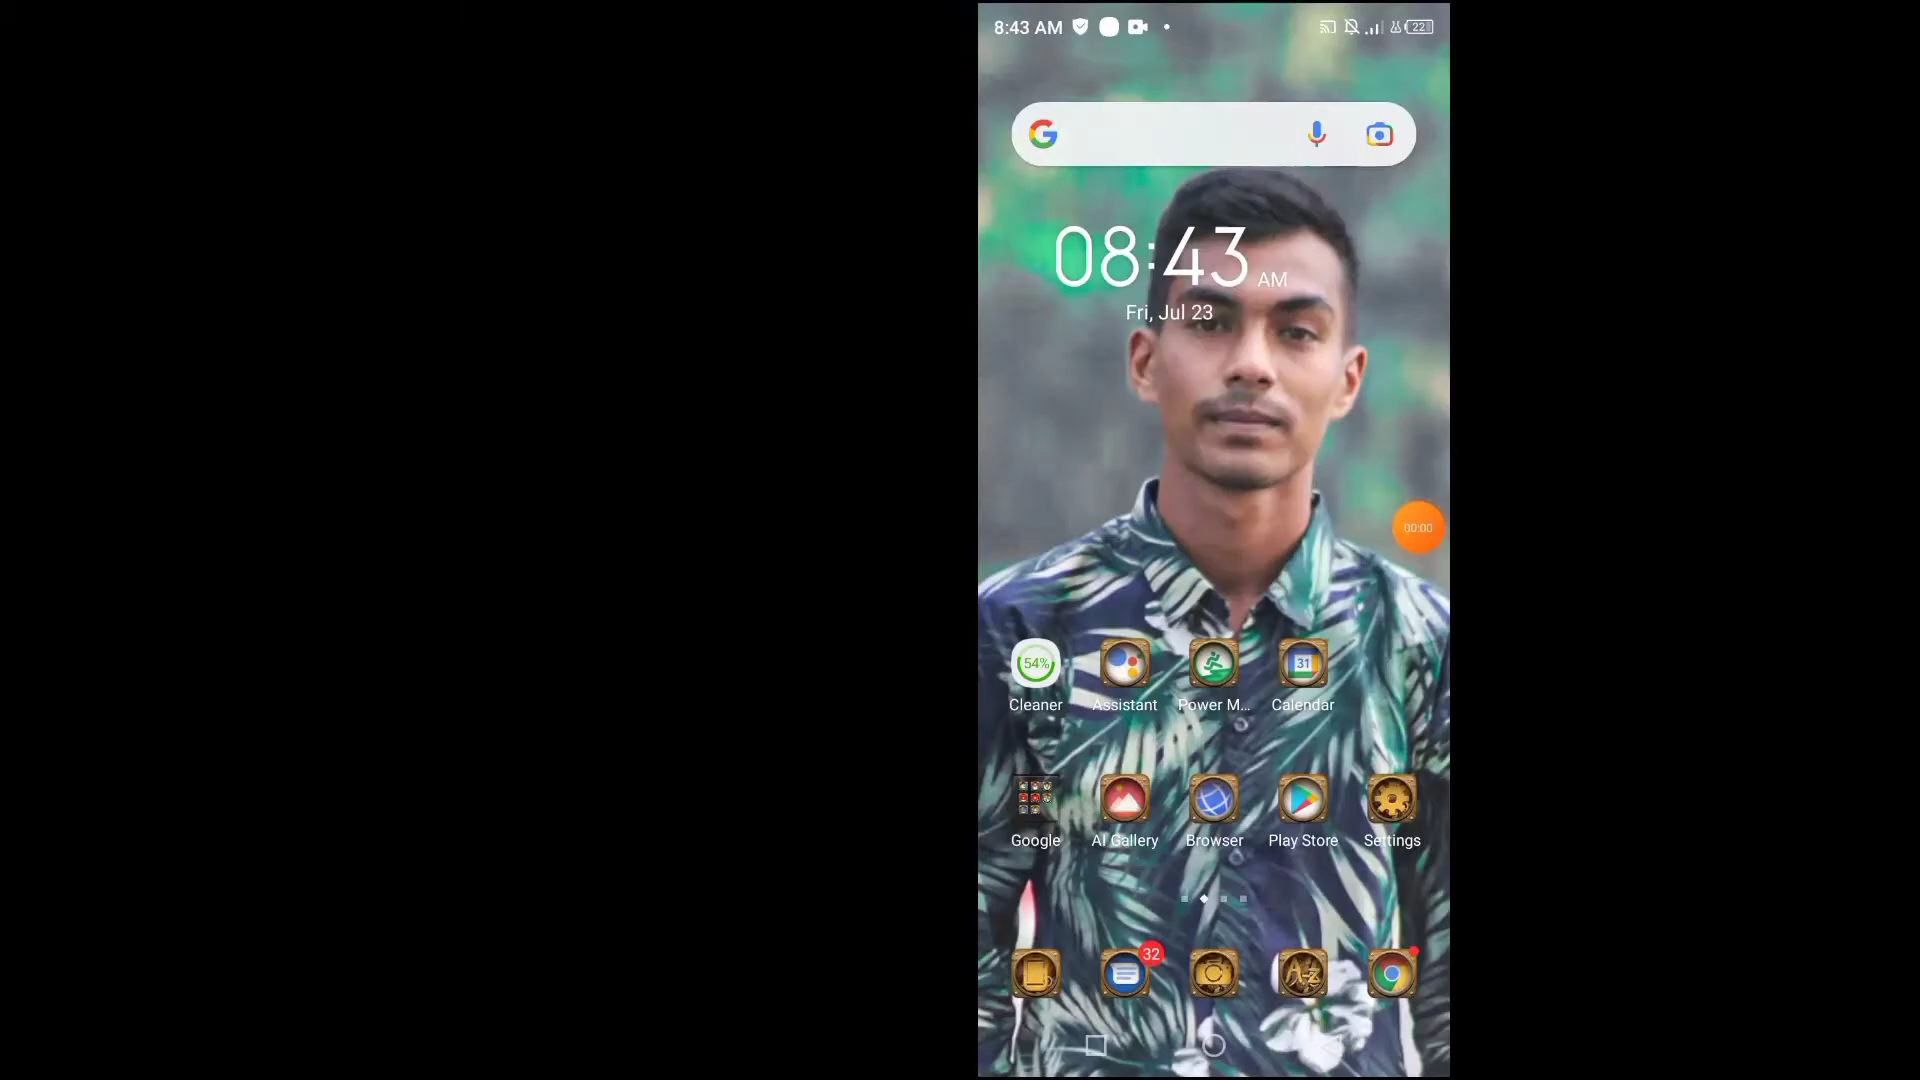 8:43 AM
22
08:43 AM
Fri, Jul 23
00:00
54%
31
Cleaner Assistant Power M... Calendar
Google AI Gallery Browser Play Store Settings
32
A-Z